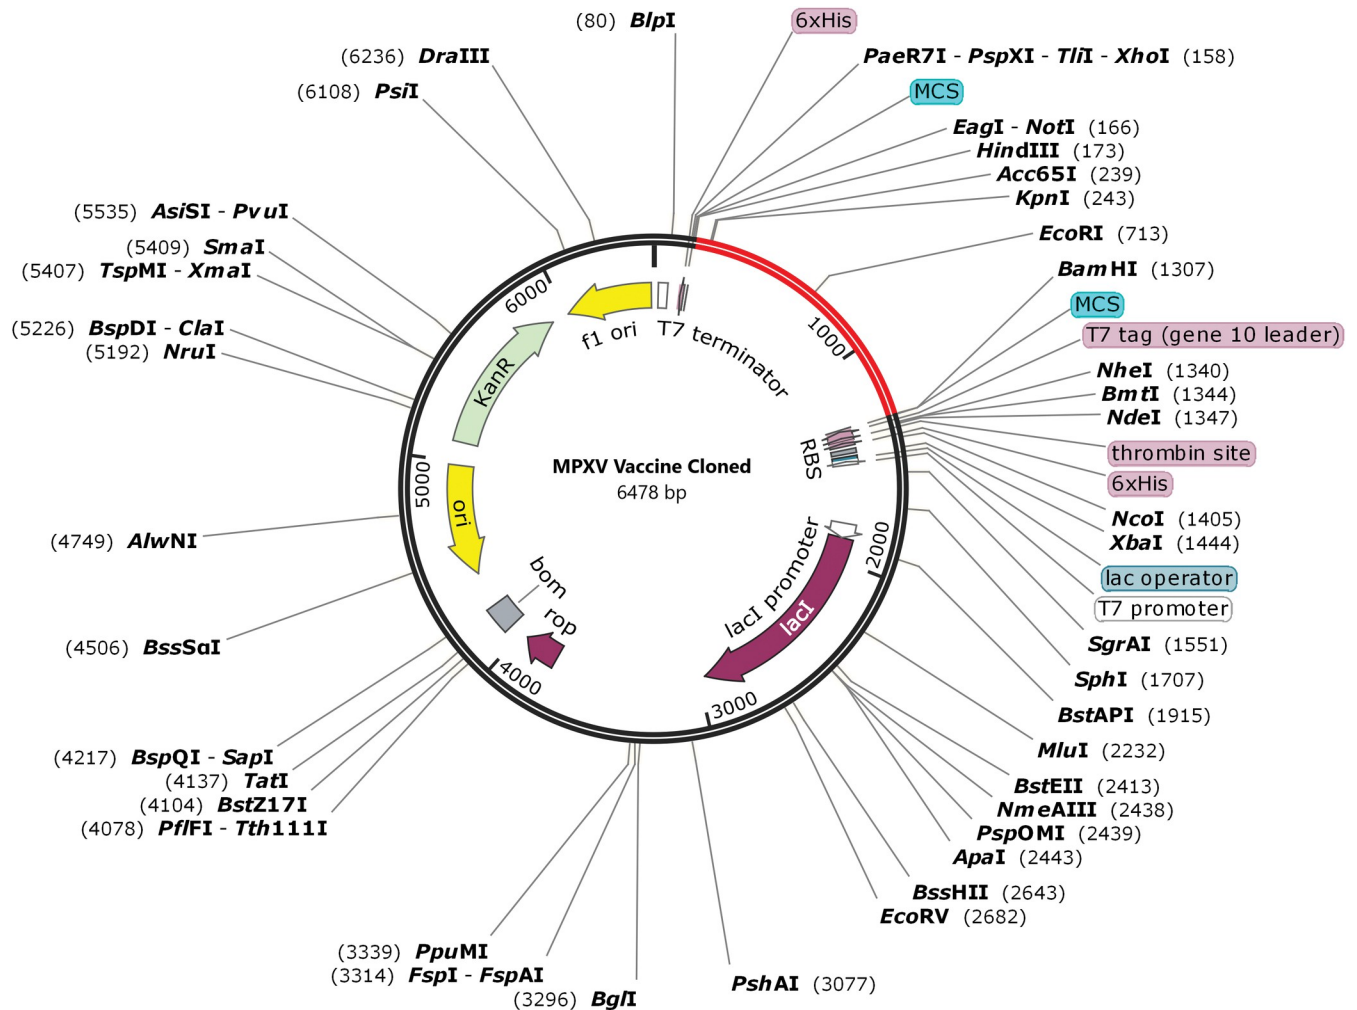 (80) BlpI
6xHis
(6236) DraIII
PaeR7I - PspXI - TliI - XhoI (158)
(6108) PsiI
MCS
EagI - NotI (166)
HindIII (173)
Acc65I (239)
KpnI (243)
(5535) AsiSI - PvuI
EcoRI (713)
(5409) SmaI
(5407) TspMI - XmaI
BamHI (1307)
MCS
(5226) BspDI - ClaI
T7 tag (gene 10 leader)
(5192) NruI
NheI (1340)
BmtI (1344)
NdeI (1347)
thrombin site
6xHis
NcoI (1405)
XbaI (1444)
(4749) AlwNI
lac operator
T7 promoter
(4506) BssSαI
SgrAI (1551)
SphI (1707)
BstAPI (1915)
(4217) BspQI - SapI
MluI (2232)
(4137) TatI
BstEII (2413)
(4104) BstZ17I
NmeAIII (2438)
(4078) PflFI - Tth111I
PspOMI (2439)
ApaI (2443)
BssHII (2643)
EcoRV (2682)
(3339) PpuMI
(3314) FspI - FspAI
PshAI (3077)
(3296) BglI
6000
f1 ori
T7 terminator
1000
KanR
RBS
MPXV Vaccine Cloned
6478 bp
5000
ori
2000
lacI promoter
lacI
bom
rop
4000
3000